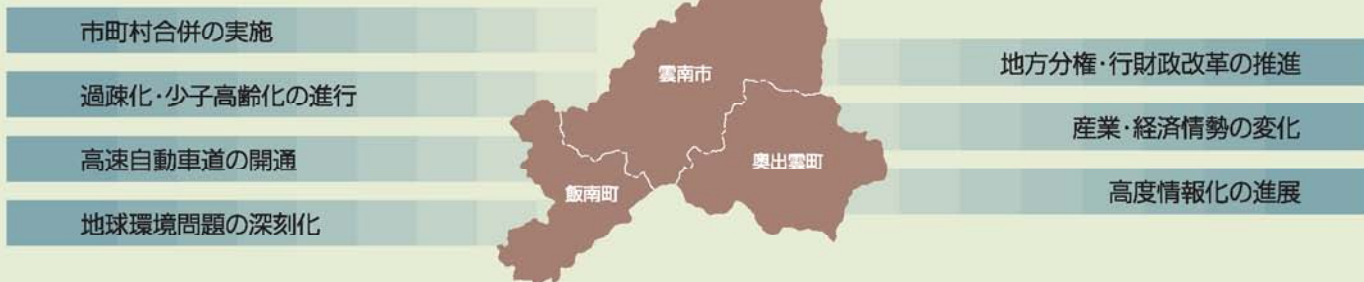 市町村合併の実施
過疎化・少子高齢化の進行
高速自動車道の開通
地球環境問題の深刻化
雲南市
奥出雲町
飯南町
地方分権・行財政改革の推進
産業・経済情勢の変化
高度情報化の進展